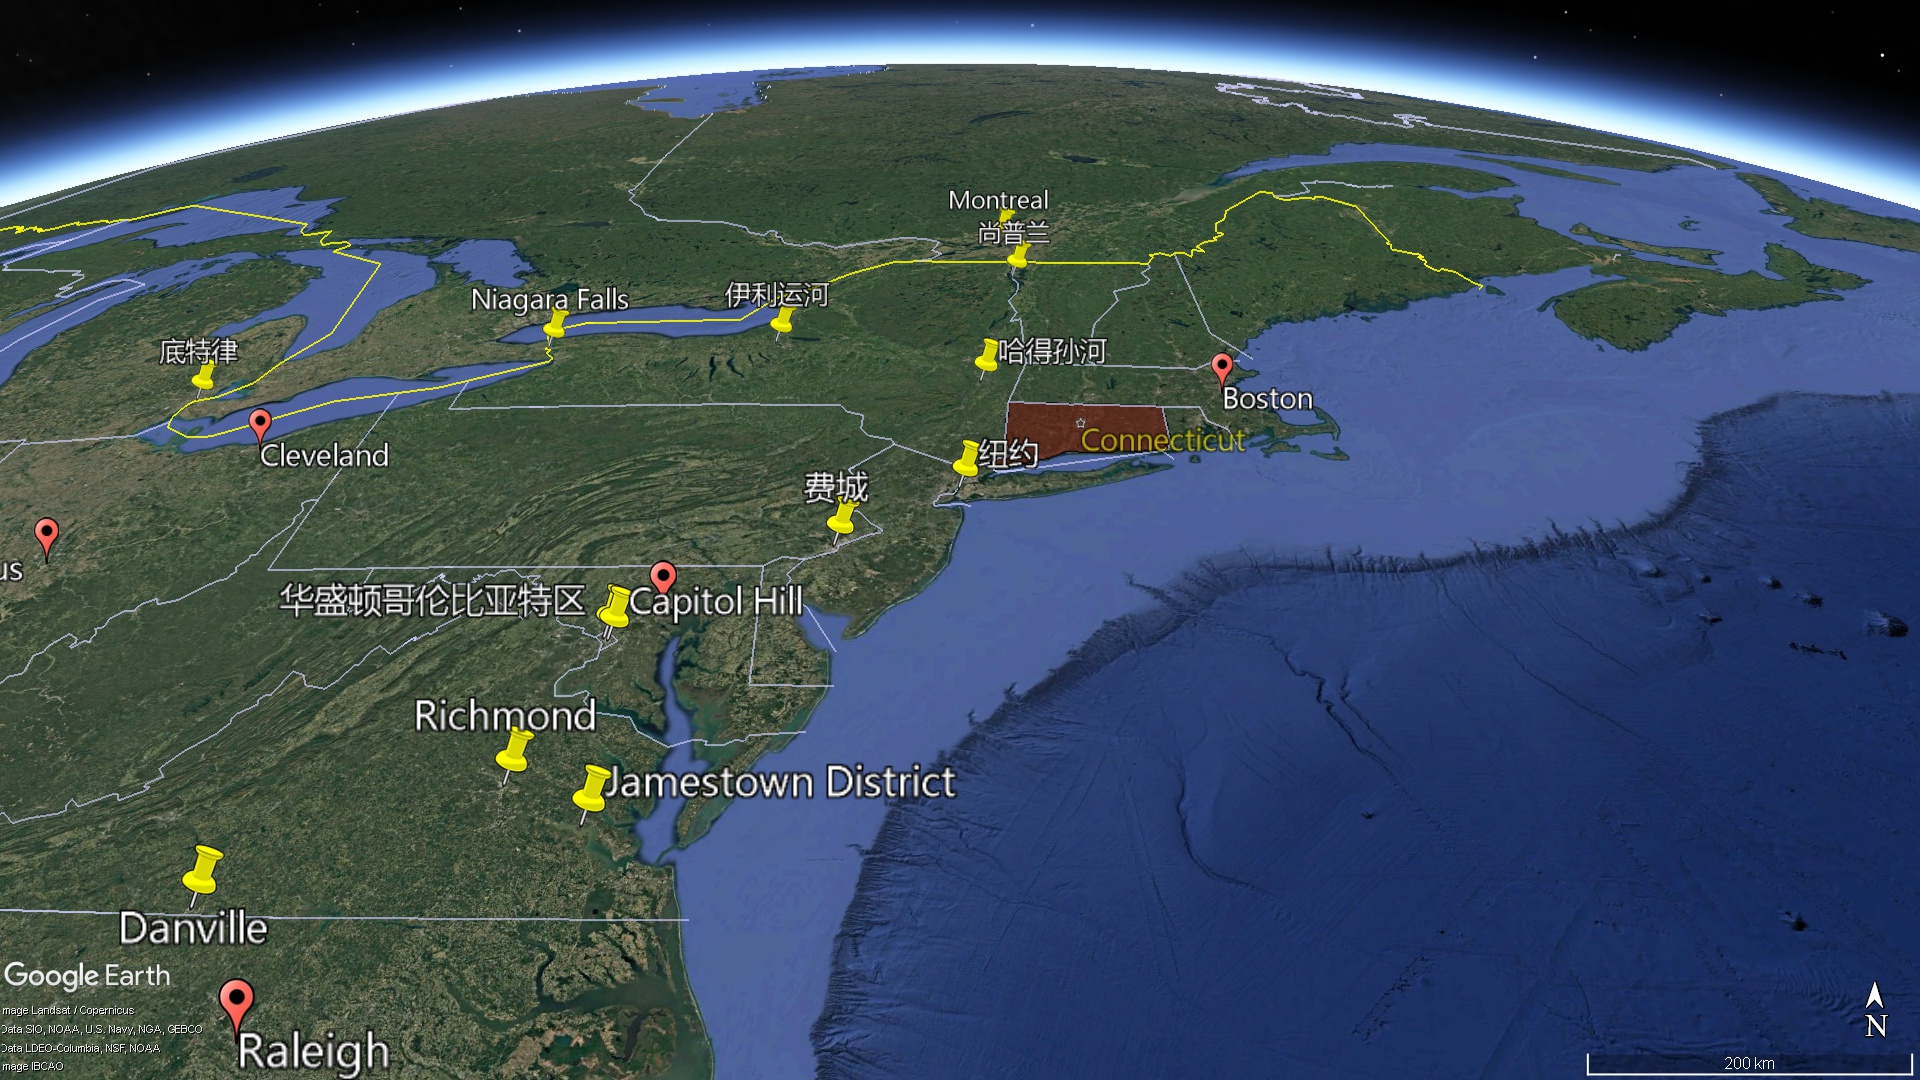 Montreal
尚普兰
Niagara Falls
伊利运河
底特律
哈得孙河
Boston
Cleveland
Connecticut
纽约
费城
us
华盛顿哥伦比亚特区
Capitol Hill
Richmond
Jamestown District
Danville
Google Earth
mage Landsat / Copernicus
Data SIO, NOAA, U.S. Navy, NGA, GEBCO
Data LDEO-Columbia, NSF, NOAA
mage IBCAO
Raleigh
N
200 km